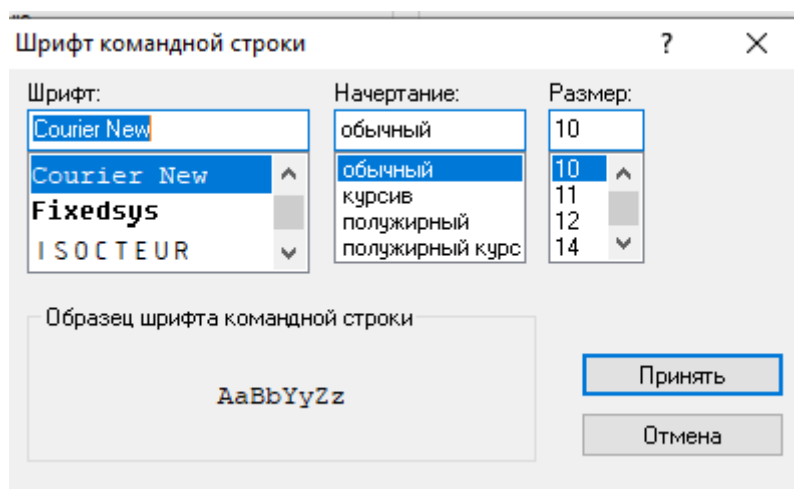 Шрифт командной строки
?
Шрифт:
Начертание:
Размер:
Courier New
обычный
10
Courier New
Fixedsys
ISOCTEUR
обычный
курсив
полужирный
полужирный курс
10
11
12
14
Образец шрифта командной строки
AaBbYyZz
Принять
Отмена